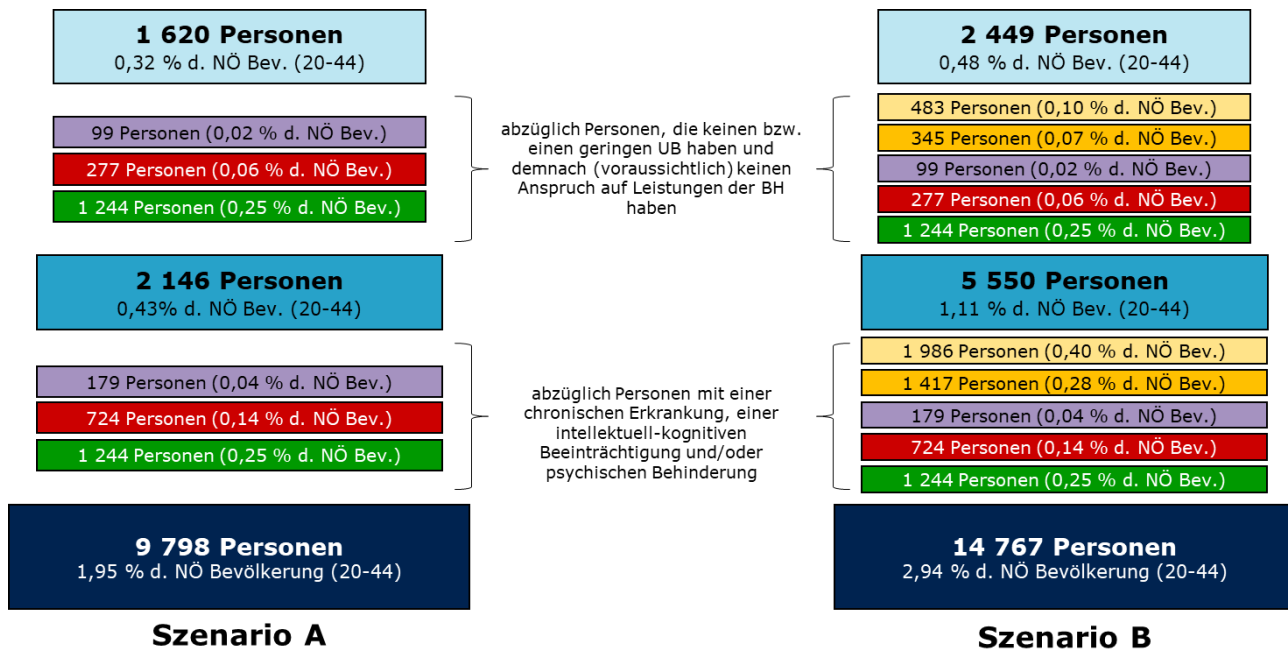 1 620 Personen
0,32 % d. NÖ Bev. (20-44)
99 Personen (0,02 % d. NÖ Bev.)
277 Personen (0,06 % d. NÖ Bev.)
1 244 Personen (0,25 % d. NÖ Bev.)
2 146 Personen
0,43% d. NÖ Bev. (20-44)
179 Personen (0,04 % d. NÖ Bev.)
724 Personen (0,14 % d. NÖ Bev.)
1 244 Personen (0,25 % d. NÖ Bev.)
9 798 Personen
1,95 % d. NÖ Bevölkerung (20-44)
Szenario A
abzüglich Personen, die keinen bzw.
einen geringen UB haben und
demnach (voraussichtlich) keinen
Anspruch auf Leistungen der BH
haben
abzüglich Personen mit einer
chronischen Erkrankung, einer
intellektuell-kognitiven
Beeinträchtigung und/oder
psychischen Behinderung
2 449 Personen
0,48 % d. NÖ Bev. (20-44)
483 Personen (0,10 % d. NÖ Bev.)
345 Personen (0,07 % d. NÖ Bev.)
99 Personen (0,02 % d. NÖ Bev.)
277 Personen (0,06 % d. NÖ Bev.)
1 244 Personen (0,25 % d. NÖ Bev.)
5 550 Personen
1,11 % d. NÖ Bev. (20-44)
1 986 Personen (0,40 % d. NÖ Bev.)
1 417 Personen (0,28 % d. NÖ Bev.)
179 Personen (0,04 % d. NÖ Bev.)
724 Personen (0,14 % d. NÖ Bev.)
1 244 Personen (0,25 % d. NÖ Bev.)
14 767 Personen
2,94 % d. NÖ Bevölkerung (20-44)
Szenario B